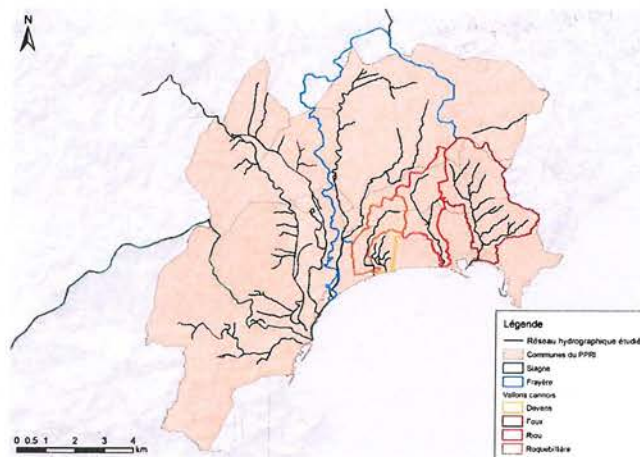 N
Légende
Réseau hydrographique étudié
Communes du PPRI
Siagne
Frayère
Vallons cannois
Devens
Foux
Riou
Roquebillière
0 0.5 1 2 3 4
km